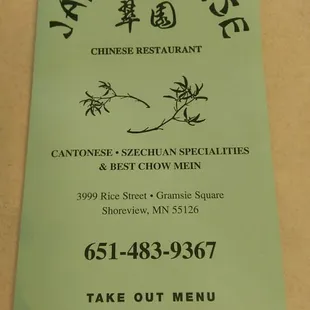 翠園
CHINESE RESTAURANT
CANTONESE • SZECHUAN SPECIALITIES
& BEST CHOW MEIN
3999 Rice Street • Gramsie Square
Shoreview, MN 55126
651-483-9367
TAKE OUT MENU